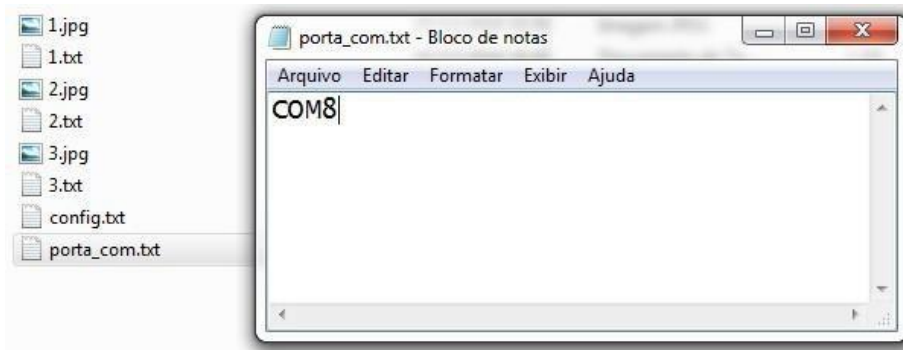 1.jpg
1.txt
2.jpg
2.txt
3.jpg
3.txt
config.txt
porta_com.txt
porta_com.txt - Bloco de notas
Arquivo Editar Formatar Exibir Ajuda
COM8